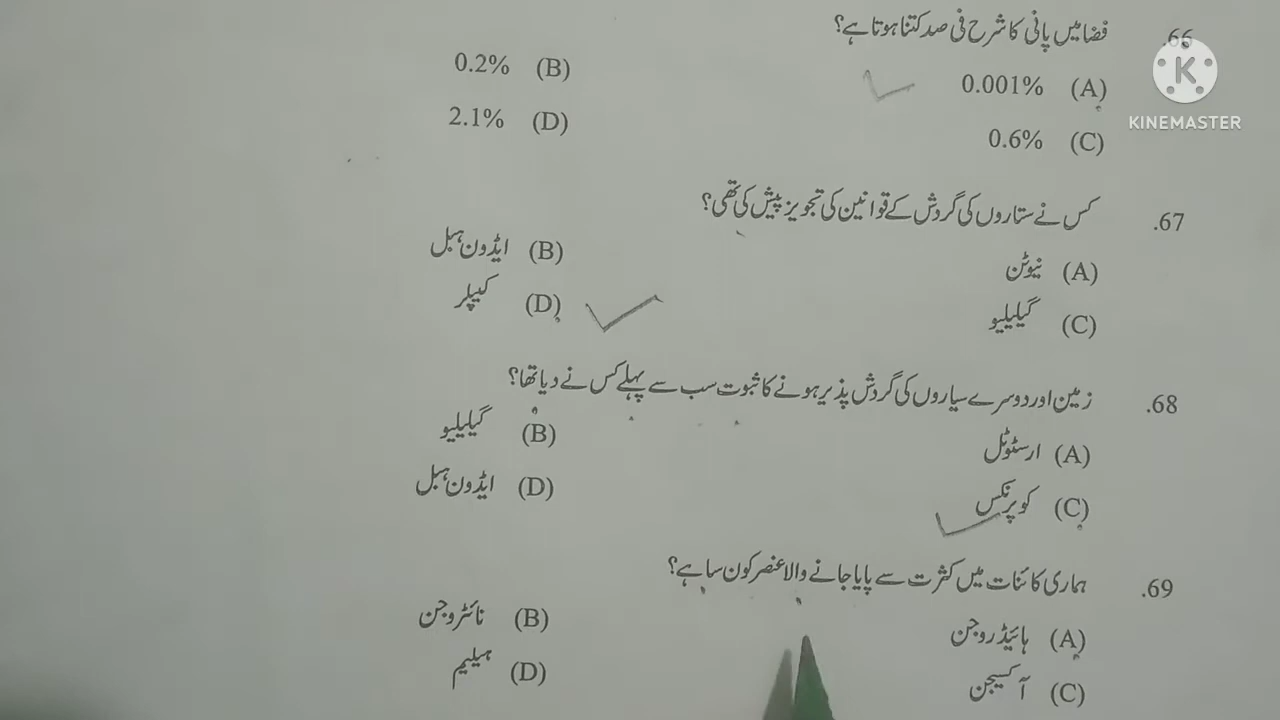 66. فضا میں پانی کا شرح فی صد کتنا ہوتا ہے؟
(A) 0.001% (B) 0.2%
(C) 0.6% (D) 2.1%
67. کس نے ستاروں کی گردش کے قوانین کی تجویز پیش کی تھی؟
(A) نیوٹن (B) ایڈون ہبل
(C) گیلیلیو (D) کیپلر
68. زمین اور دوسرے سیاروں کی گردش پذیر ہونے کا ثبوت سب سے پہلے کس نے دیا تھا؟
(A) ارسٹوٹل (B) گیلیلیو
(C) کوپرنکس (D) ایڈون ہبل
69. ہماری کائنات میں کثرت سے پایا جانے والا عنصر کون سا ہے؟
(A) ہائیڈروجن (B) نائٹروجن
(C) آکسیجن (D) ہیلیم
K
KINEMASTER